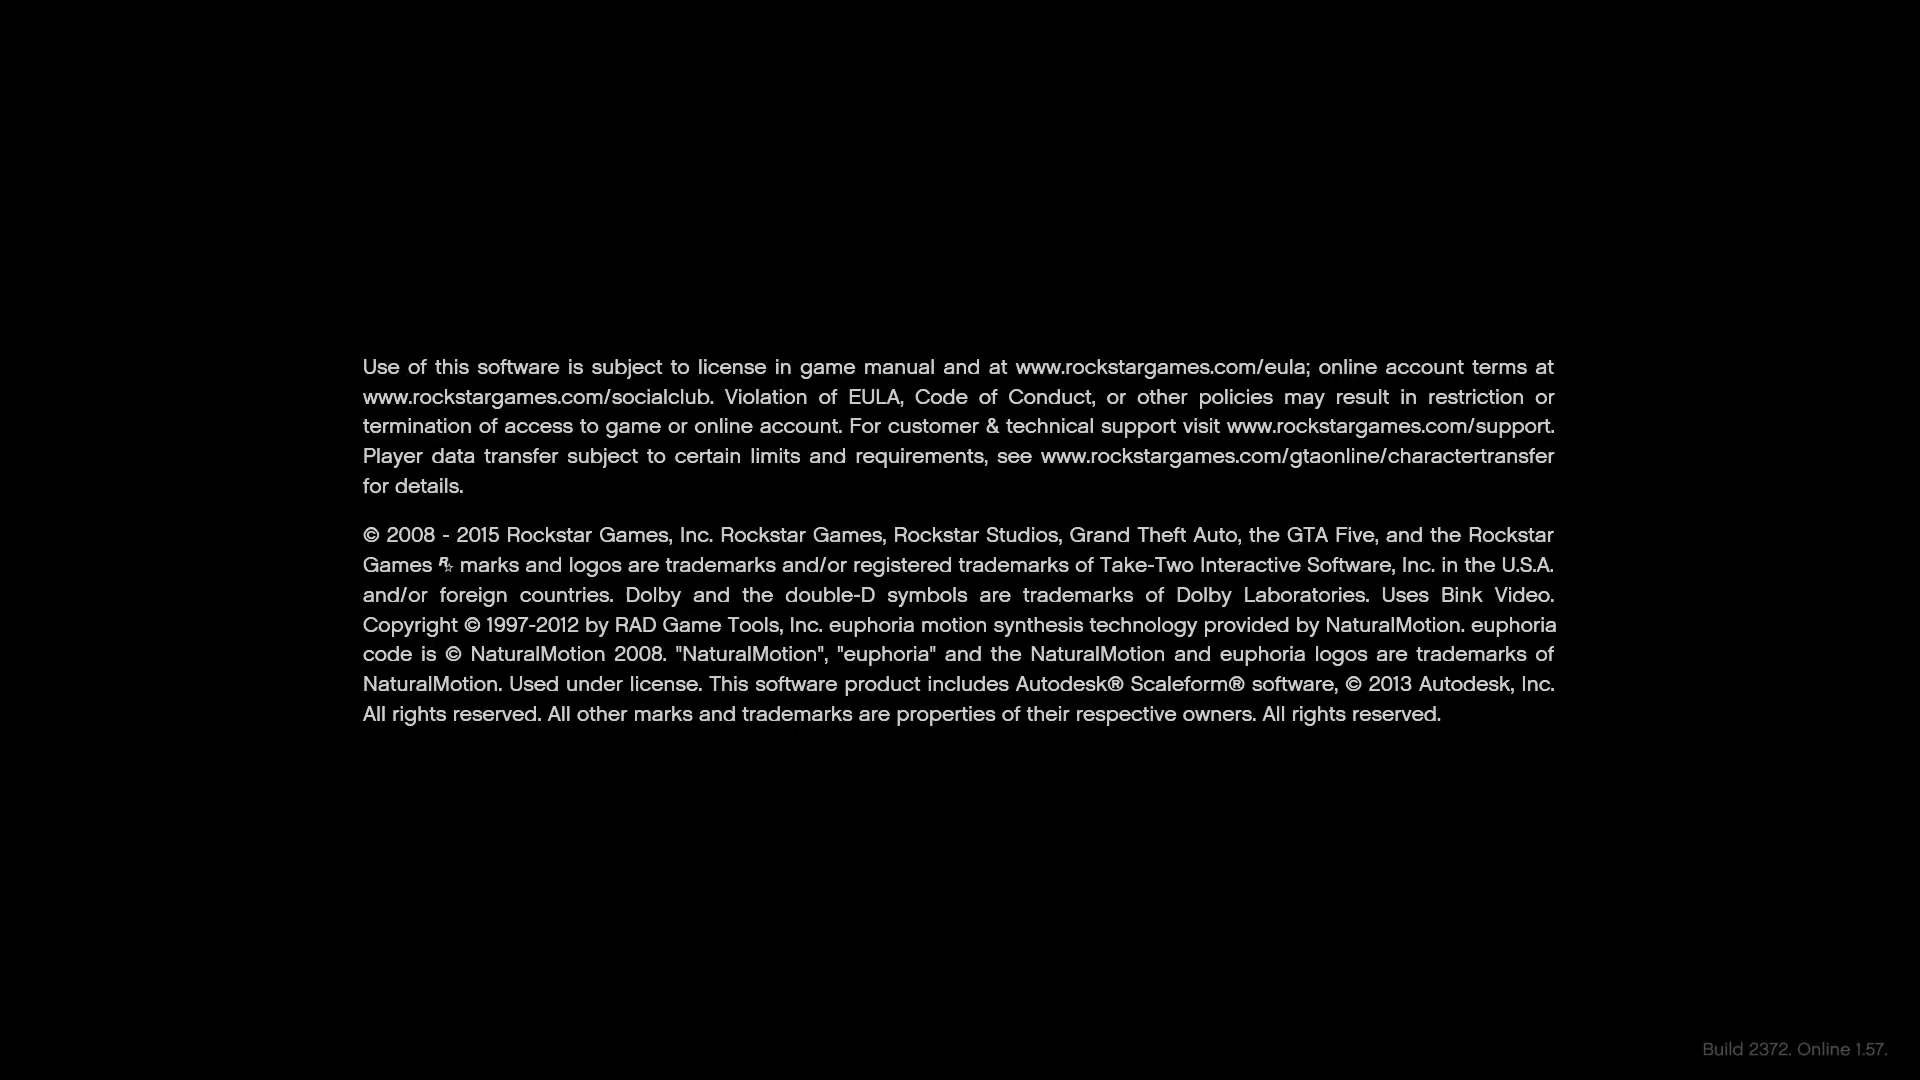 Use of this software is subject to license in game manual and at www.rockstargames.com/eula; online account terms at
www.rockstargames.com/socialclub. Violation of EULA, Code of Conduct, or other policies may result in restriction or
termination of access to game or online account. For customer & technical support visit www.rockstargames.com/support.
Player data transfer subject to certain limits and requirements, see www.rockstargames.com/gtaonline/charactertransfer
for details.
© 2008 - 2015 Rockstar Games, Inc. Rockstar Games, Rockstar Studios, Grand Theft Auto, the GTA Five, and the Rockstar
Games R☆ marks and logos are trademarks and/or registered trademarks of Take-Two Interactive Software, Inc. in the U.S.A.
and/or foreign countries. Dolby and the double-D symbols are trademarks of Dolby Laboratories. Uses Bink Video.
Copyright © 1997-2012 by RAD Game Tools, Inc. euphoria motion synthesis technology provided by NaturalMotion. euphoria
code is © NaturalMotion 2008. "NaturalMotion", "euphoria" and the NaturalMotion and euphoria logos are trademarks of
NaturalMotion. Used under license. This software product includes Autodesk® Scaleform® software, © 2013 Autodesk, Inc.
All rights reserved. All other marks and trademarks are properties of their respective owners. All rights reserved.
Build 2372. Online 1.57.